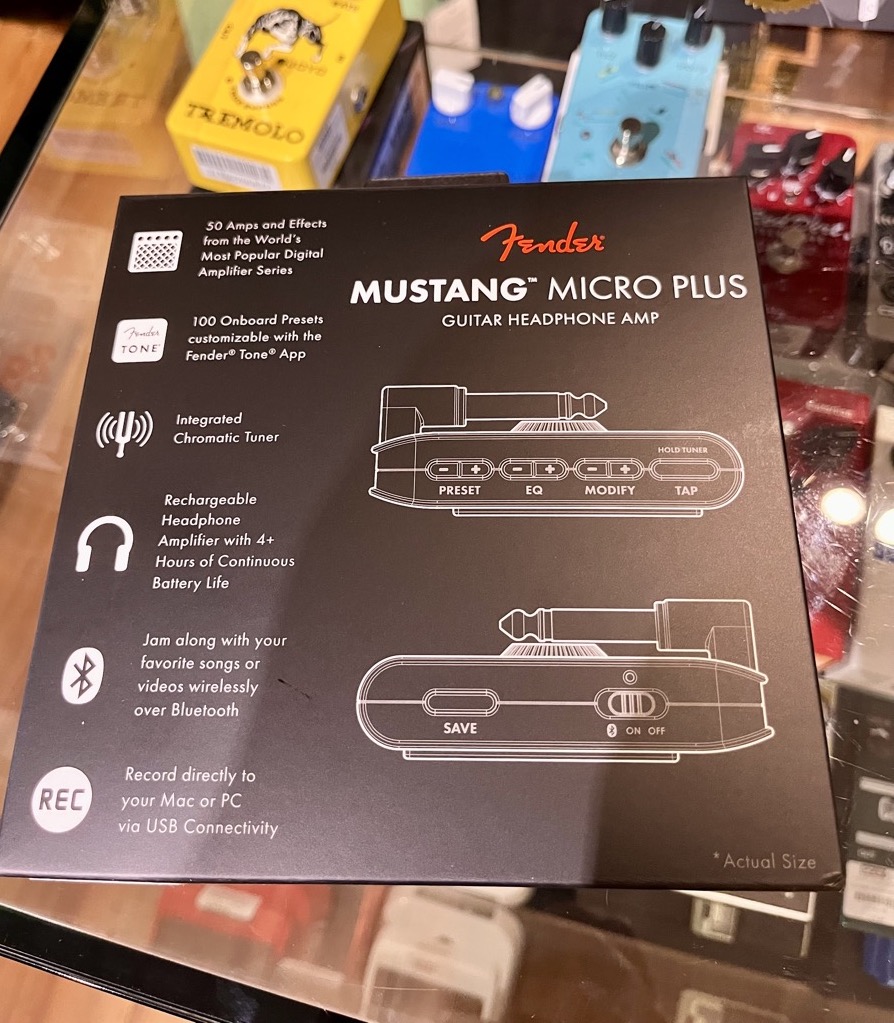 TREMOLO
50 Amps and Effects
from the World's
Most Popular Digital
Amplifier Series
Fender
TONE
100 Onboard Presets
customizable with the
Fender® Tone® App
Integrated
Chromatic Tuner
Rechargeable
Headphone
Amplifier with 4+
Hours of Continuous
Battery Life
Jam along with your
favorite songs or
videos wirelessly
over Bluetooth
REC
Record directly to
your Mac or PC
via USB Connectivity
Fender®
MUSTANG™ MICRO PLUS
GUITAR HEADPHONE AMP
HOLD TUNER
- + - + - +
PRESET EQ MODIFY TAP
SAVE
ON OFF
*Actual Size